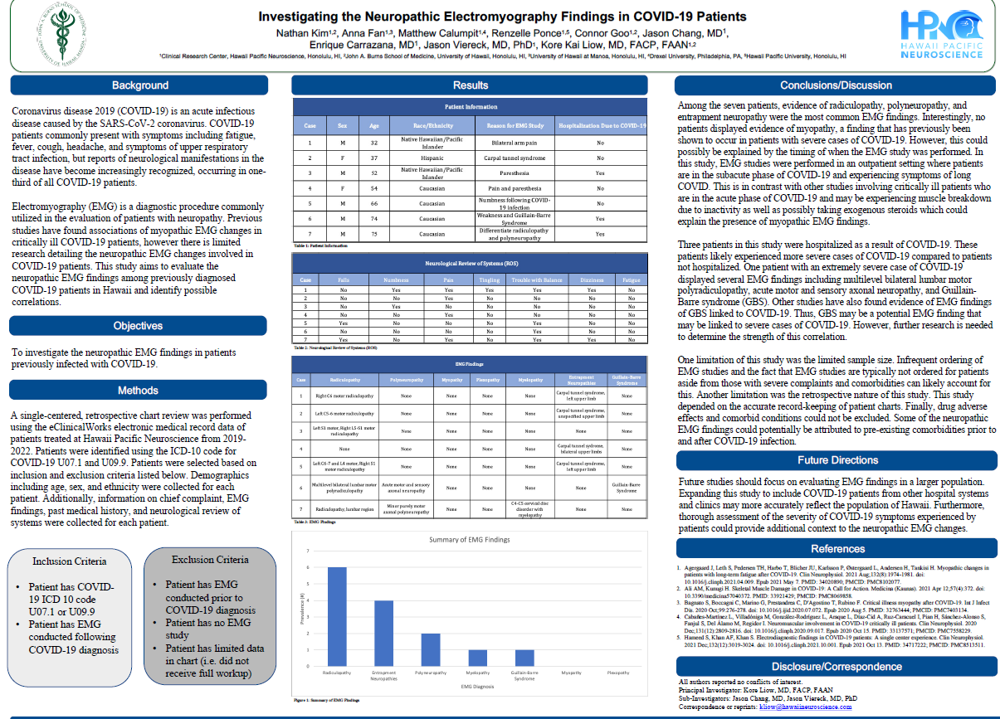 JOHN A. BURNS SCHOOL OF MEDICINE
UNIVERSITY OF HAWAII
Investigating the Neuropathic Electromyography Findings in COVID-19 Patients
Nathan Kim1,2, Anna Fan1,3, Matthew Calumpit1,4, Renzelle Ponce1,5, Connor Goo1,2, Jason Chang, MD1,
Enrique Carrazana, MD1, Jason Viereck, MD, PhD1, Kore Kai Liow, MD, FACP, FAAN1,2
1Clinical Research Center, Hawaii Pacific Neuroscience, Honolulu, HI, 2John A. Burns School of Medicine, University of Hawaii, Honolulu, HI, 3University of Hawaii at Manoa, Honolulu, HI, 4Drexel University, Philadelphia, PA, 5Hawaii Pacific University, Honolulu, HI
HPN
HAWAII PACIFIC
NEUROSCIENCE
Background
Coronavirus disease 2019 (COVID-19) is an acute infectious
disease caused by the SARS-CoV-2 coronavirus. COVID-19
patients commonly present with symptoms including fatigue,
fever, cough, headache, and symptoms of upper respiratory
tract infection, but reports of neurological manifestations in the
disease have become increasingly recognized, occurring in one-
third of all COVID-19 patients.
Electromyography (EMG) is a diagnostic procedure commonly
utilized in the evaluation of patients with neuropathy. Previous
studies have found associations of myopathic EMG changes in
critically ill COVID-19 patients, however there is limited
research detailing the neuropathic EMG changes involved in
COVID-19 patients. This study aims to evaluate the
neuropathic EMG findings among previously diagnosed
COVID-19 patients in Hawaii and identify possible
correlations.
Objectives
To investigate the neuropathic EMG findings in patients
previously infected with COVID-19.
Methods
A single-centered, retrospective chart review was performed
using the eClinicalWorks electronic medical record data of
patients treated at Hawaii Pacific Neuroscience from 2019-
2022. Patients were identified using the ICD-10 code for
COVID-19 U07.1 and U09.9. Patients were selected based on
inclusion and exclusion criteria listed below. Demographics
including age, sex, and ethnicity were collected for each
patient. Additionally, information on chief complaint, EMG
findings, past medical history, and neurological review of
systems were collected for each patient.
Inclusion Criteria
• Patient has COVID-
19 ICD 10 code
U07.1 or U09.9
• Patient has EMG
conducted following
COVID-19 diagnosis
Exclusion Criteria
• Patient has EMG
conducted prior to
COVID-19 diagnosis
• Patient has no EMG
study
• Patient has limited data
in chart (i.e. did not
receive full workup)
Results
Patient Information
Case Sex Age Race/Ethnicity Reason for EMG Study Hospitalization Due to COVID-19
1 M 32 Native Hawaiian/Pacific Islander Bilateral arm pain No
2 F 37 Hispanic Carpal tunnel syndrome No
3 M 52 Native Hawaiian/Pacific Islander Paresthesia Yes
4 F 54 Caucasian Pain and paresthesia No
5 M 66 Caucasian Numbness following COVID-19 infection No
6 M 74 Caucasian Weakness and Guillain-Barre Syndrome Yes
7 M 75 Caucasian Differentiate radiculopathy and polyneuropathy Yes
Table 1: Patient Information
Neurological Review of Systems (ROS)
Case Falls Numbness Pain Tingling Trouble with Balance Dizziness Fatigue
1 No Yes Yes Yes Yes Yes No
2 No No Yes No No No No
3 No Yes No No No No No
4 No No Yes No No No No
5 Yes No No No Yes No No
6 No No No No Yes No No
7 Yes No Yes No Yes Yes No
Table 2: Neurological Review of Systems (ROS)
EMG Findings
Case Radiculopathy Polyneuropathy Myopathy Plexopathy Myelopathy Entrapment Neuropathies Guillain-Barre Syndrome
1 Right C6 motor radiculopathy None None None None Carpal tunnel syndrome, left upper limb None
2 Left C5-6 motor radiculopathy None None None None Carpal tunnel syndrome, unspecified upper limb None
3 Left S1 motor, Right L5-S1 motor radiculopathy None None None None None None
4 None None None None None Carpal tunnel sydrome, bilateral upper limbs None
5 Left C6-7 and L4 motor, Right S1 motor radiculopathy None None None None Carpal tunnel syndrome, left upper limb None
6 Multilevel bilateral lumbar motor polyradiculopathy Acute motor and sensory axonal neuropathy None None None None Guillain-Barre Syndrome
7 Radiculopathy, lumbar region Minor purely motor axonal polyneuropathy None None C4-C5 cervical disc disorder with myelopathy None None
Table 3: EMG Findings
Summary of EMG Findings
Prevalence (#)
7
6
5
4
3
2
1
0
Radiculopathy Entrapment Neuropathies Polyneuropathy Myelopathy Guillain-Barre Syndrome Myopathy Plexopathy
EMG Diagnosis
Figure 1: Summary of EMG Findings
Conclusions/Discussion
Among the seven patients, evidence of radiculopathy, polyneuropathy, and
entrapment neuropathy were the most common EMG findings. Interestingly, no
patients displayed evidence of myopathy, a finding that has previously been
shown to occur in patients with severe cases of COVID-19. However, this could
possibly be explained by the timing of when the EMG study was performed. In
this study, EMG studies were performed in an outpatient setting where patients
are in the subacute phase of COVID-19 and experiencing symptoms of long
COVID. This is in contrast with other studies involving critically ill patients who
are in the acute phase of COVID-19 and may be experiencing muscle breakdown
due to inactivity as well as possibly taking exogenous steroids which could
explain the presence of myopathic EMG findings.
Three patients in this study were hospitalized as a result of COVID-19. These
patients likely experienced more severe cases of COVID-19 compared to patients
not hospitalized. One patient with an extremely severe case of COVID-19
displayed several EMG findings including multilevel bilateral lumbar motor
polyradiculopathy, acute motor and sensory axonal neuropathy, and Guillain-
Barre syndrome (GBS). Other studies have also found evidence of EMG findings
of GBS linked to COVID-19. Thus, GBS may be a potential EMG finding that
may be linked to severe cases of COVID-19. However, further research is needed
to determine the strength of this correlation.
One limitation of this study was the limited sample size. Infrequent ordering of
EMG studies and the fact that EMG studies are typically not ordered for patients
aside from those with severe complaints and comorbidities can likely account for
this. Another limitation was the retrospective nature of this study. This study
depended on the accurate record-keeping of patient charts. Finally, drug adverse
effects and comorbid conditions could not be excluded. Some of the neuropathic
EMG findings could potentially be attributed to pre-existing comorbidities prior to
and after COVID-19 infection.
Future Directions
Future studies should focus on evaluating EMG findings in a larger population.
Expanding this study to include COVID-19 patients from other hospital systems
and clinics may more accurately reflect the population of Hawaii. Furthermore,
thorough assessment of the severity of COVID-19 symptoms experienced by
patients could provide additional context to the neuropathic EMG changes.
References
1. Agergaard J, Leth S, Pedersen TH, Harbo T, Blicher JU, Karlsson P, Østergaard L, Andersen H, Tankisi H. Myopathic changes in
patients with long-term fatigue after COVID-19. Clin Neurophysiol. 2021 Aug;132(8):1974-1981. doi:
10.1016/j.clinph.2021.04.009. Epub 2021 May 7. PMID: 34020890; PMCID: PMC8102077.
2. Ali AM, Kunugi H. Skeletal Muscle Damage in COVID-19: A Call for Action. Medicina (Kaunas). 2021 Apr 12;57(4):372. doi:
10.3390/medicina57040372. PMID: 33921429; PMCID: PMC8069858.
3. Bagnato S, Boccagni C, Marino G, Prestandrea C, D'Agostino T, Rubino F. Critical illness myopathy after COVID-19. Int J Infect
Dis. 2020 Oct;99:276-278. doi: 10.1016/j.ijid.2020.07.072. Epub 2020 Aug 5. PMID: 32763444; PMCID: PMC7403134.
4. Cabañes-Martínez L, Villadóniga M, González-Rodríguez L, Araque L, Díaz-Cid A, Ruz-Caracuel I, Pian H, Sánchez-Alonso S,
Fanjul S, Del Álamo M, Regidor I. Neuromuscular involvement in COVID-19 critically ill patients. Clin Neurophysiol. 2020
Dec;131(12):2809-2816. doi: 10.1016/j.clinph.2020.09.017. Epub 2020 Oct 15. PMID: 33137571; PMCID: PMC7558229.
5. Hameed S, Khan AF, Khan S. Electrodiagnostic findings in COVID-19 patients: A single center experience. Clin Neurophysiol.
2021 Dec;132(12):3019-3024. doi: 10.1016/j.clinph.2021.10.001. Epub 2021 Oct 13. PMID: 34717222; PMCID: PMC8513511.
Disclosure/Correspondence
All authors reported no conflicts of interest.
Principal Investigator: Kore Liow, MD, FACP, FAAN
Sub-Investigators: Jason Chang, MD, Jason Viereck, MD, PhD
Correspondence or reprints: kliow@hawaiineuroscience.com